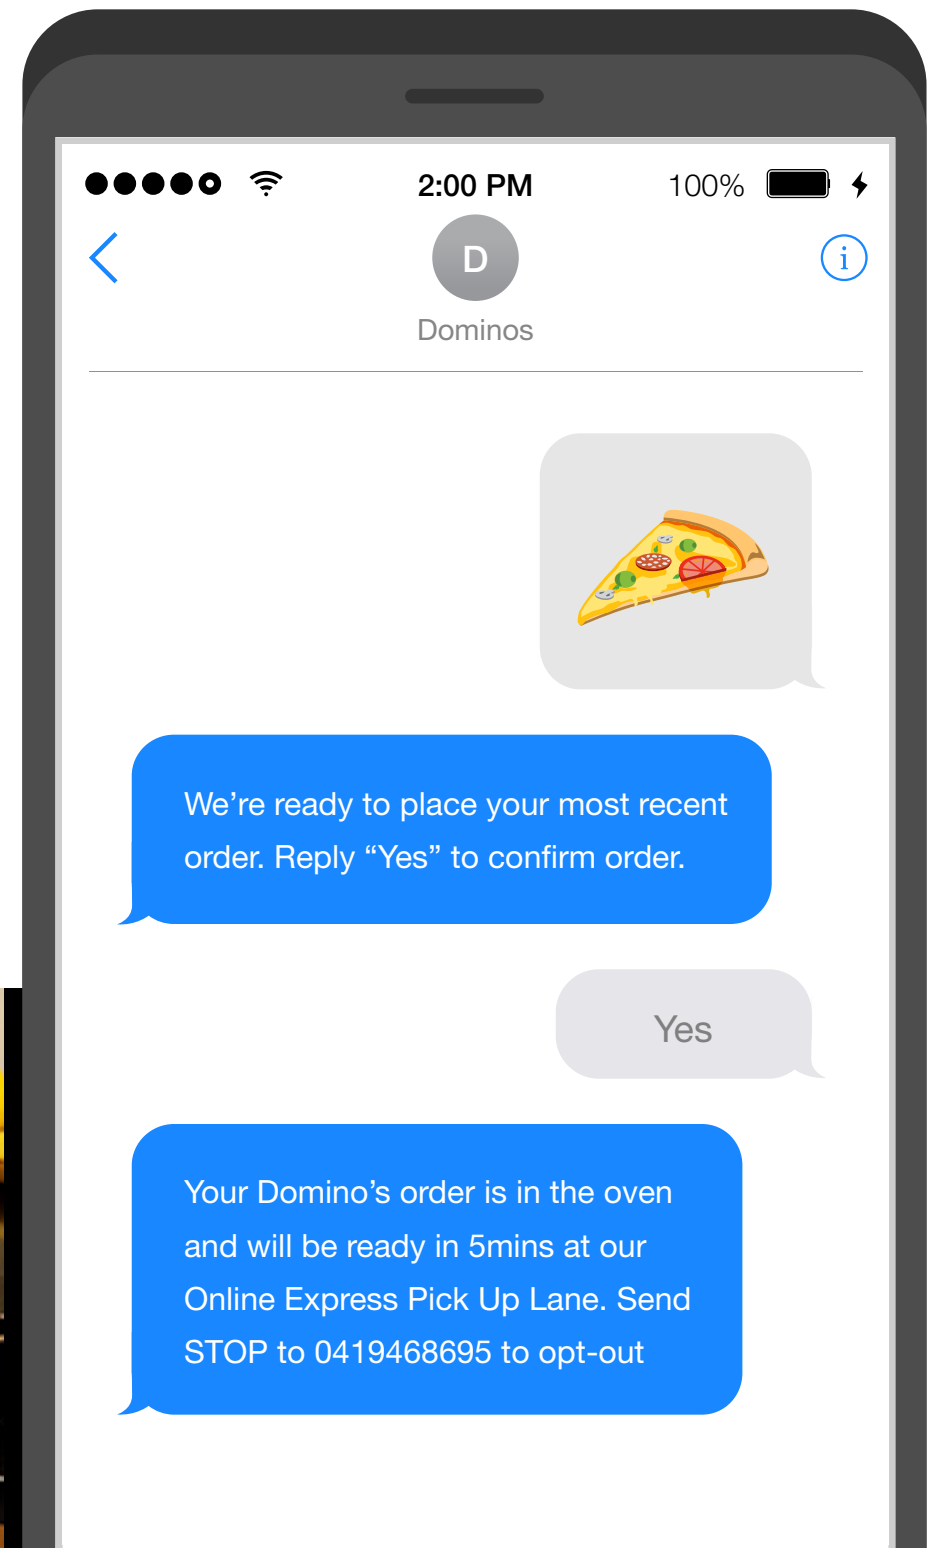 2:00 PM
100%
D
i
Dominos
We’re ready to place your most recent
order. Reply “Yes” to confirm order.
Yes
Your Domino’s order is in the oven
and will be ready in 5mins at our
Online Express Pick Up Lane. Send
STOP to 0419468695 to opt-out